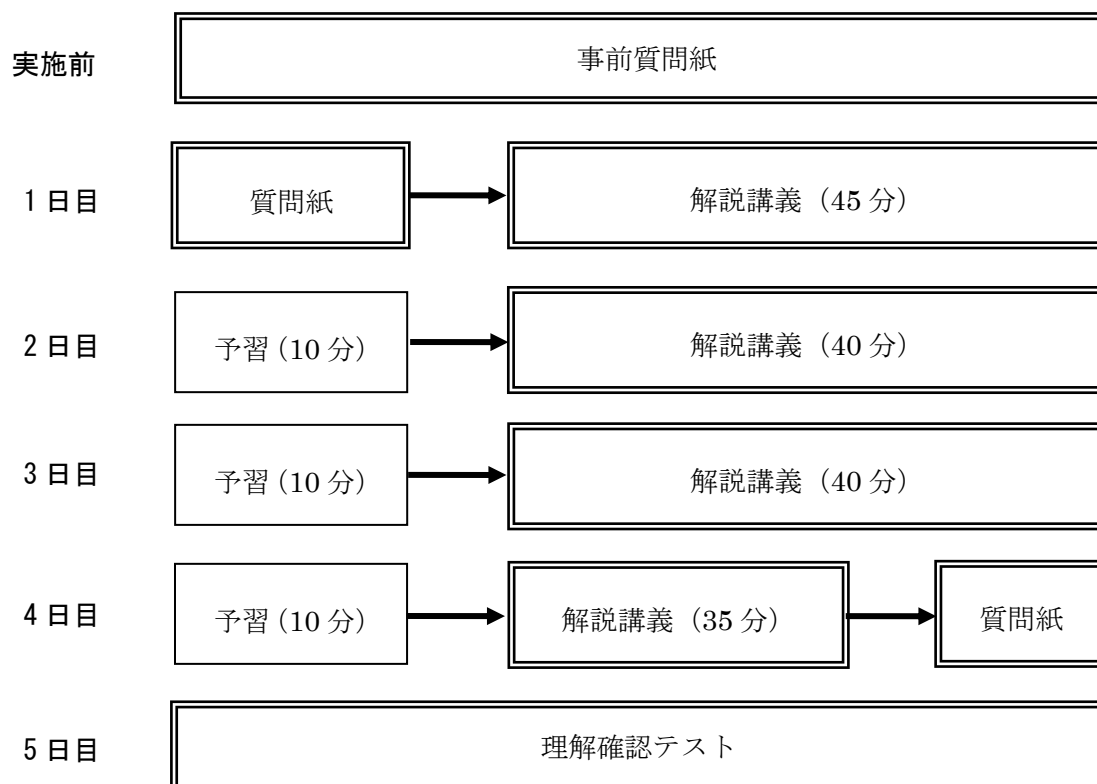 実施前
事前質問紙
1日目
質問紙
解説講義（45分）
2日目
予習（10分）
解説講義（40分）
3日目
予習（10分）
解説講義（40分）
4日目
予習（10分）
解説講義（35分）
質問紙
5日目
理解確認テスト